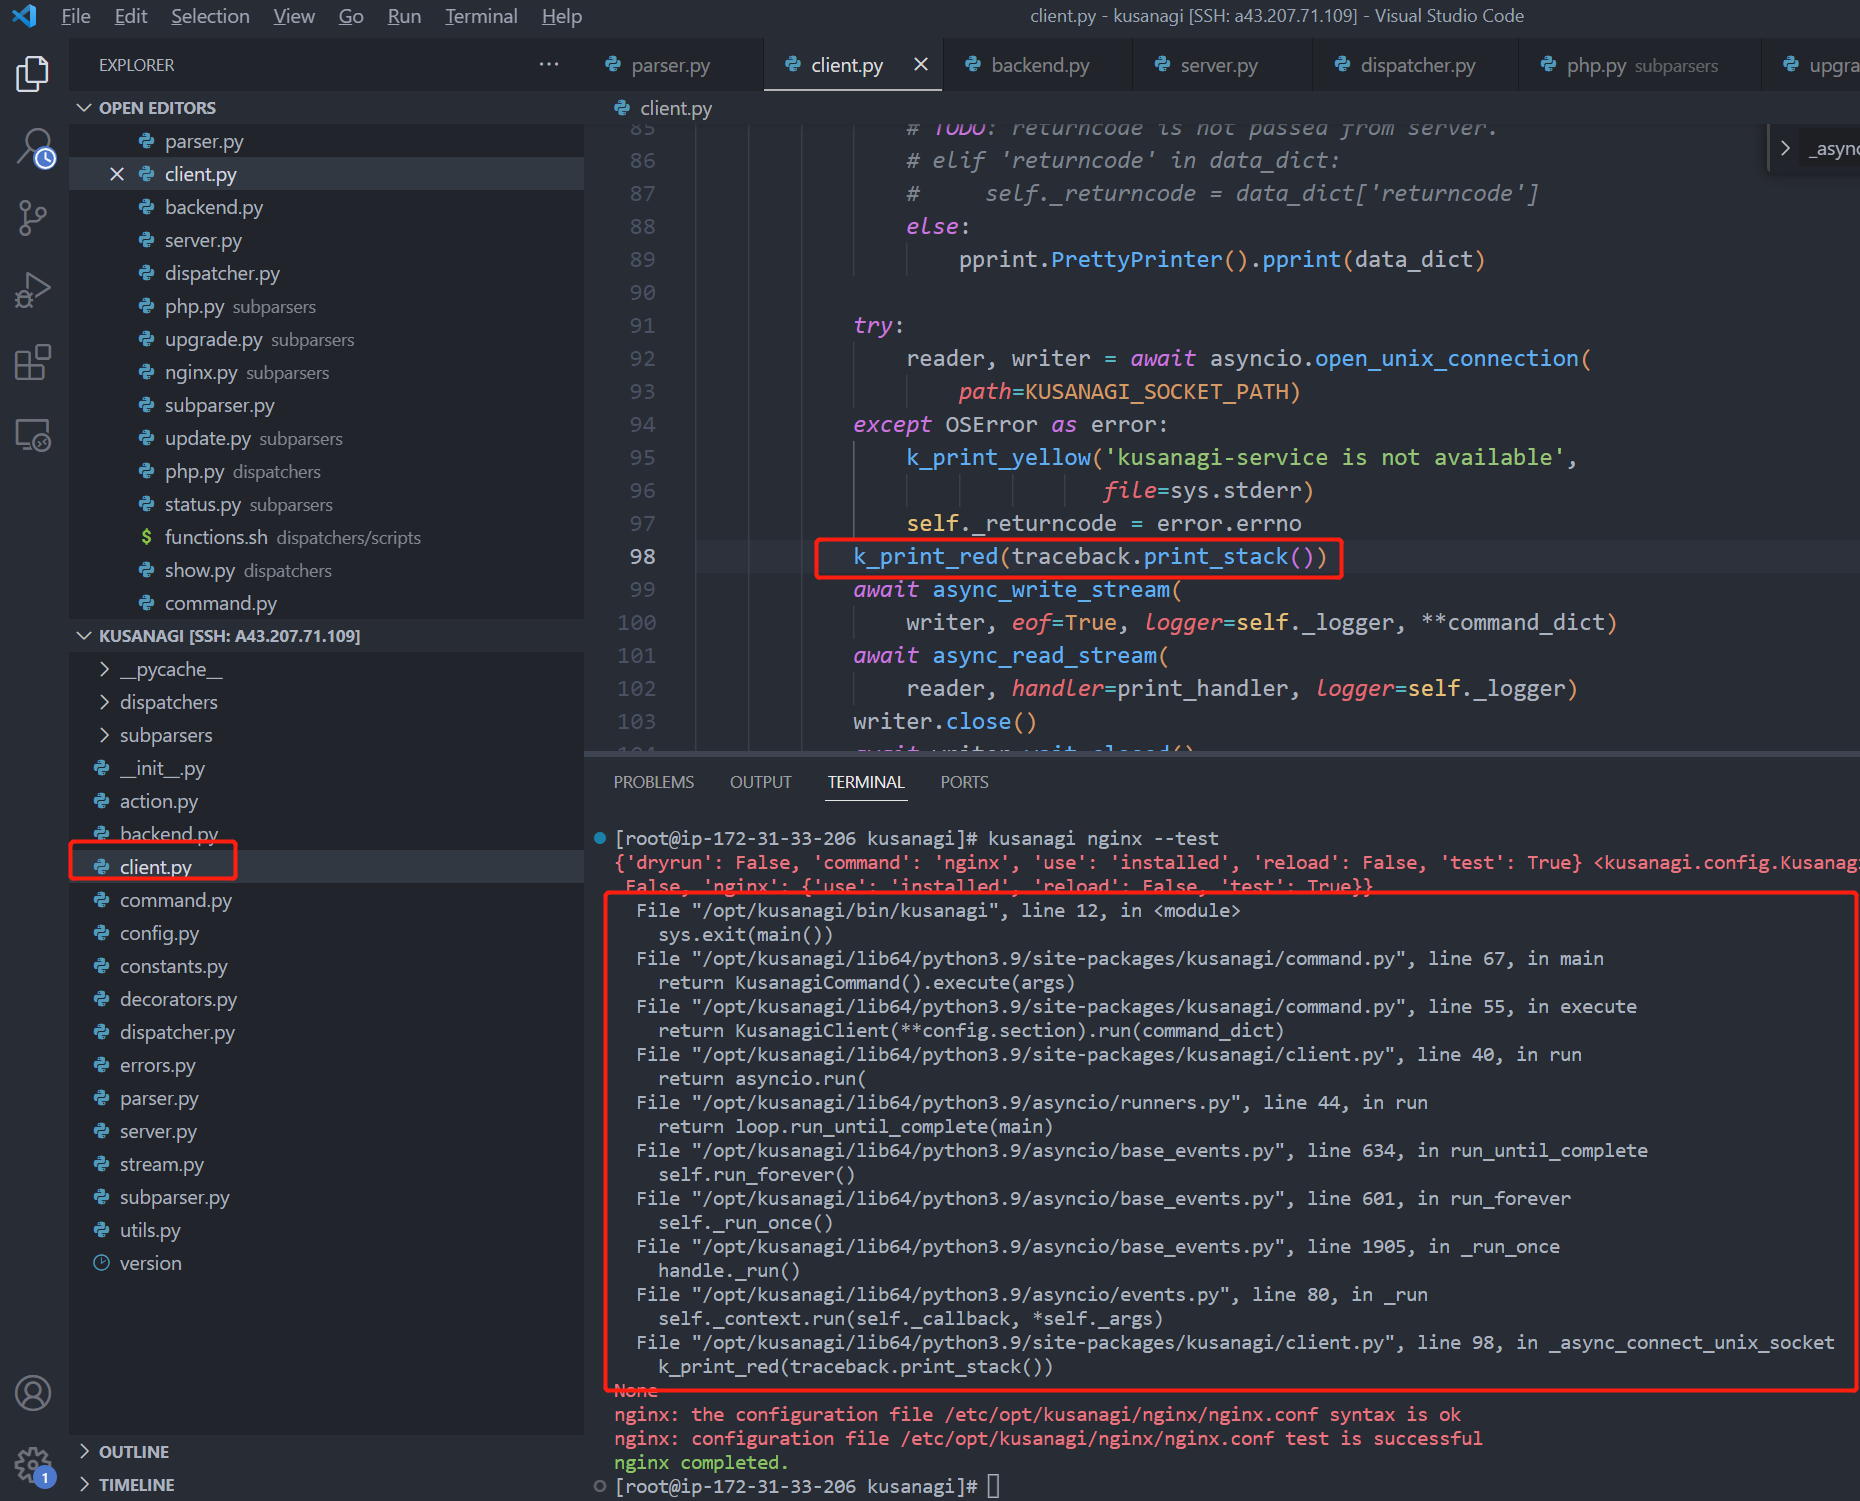 File Edit Selection View Go Run Terminal Help
client.py - kusanagi [SSH: a43.207.71.109] - Visual Studio Code
EXPLORER
OPEN EDITORS
parser.py
client.py
backend.py
server.py
dispatcher.py
php.py subparsers
upgrade.py subparsers
nginx.py subparsers
subparser.py
update.py subparsers
php.py dispatchers
status.py subparsers
$ functions.sh dispatchers/scripts
show.py dispatchers
command.py
KUSANAGI [SSH: A43.207.71.109]
__pycache__
dispatchers
subparsers
__init__.py
action.py
backend.py
client.py
command.py
config.py
constants.py
decorators.py
dispatcher.py
errors.py
parser.py
server.py
stream.py
subparser.py
utils.py
version
OUTLINE
TIMELINE
1
parser.py client.py backend.py server.py dispatcher.py php.py subparsers upgra
client.py
_async
85 # TODO: returncode is not passed from server.
86 # elif 'returncode' in data_dict:
87 #     self._returncode = data_dict['returncode']
88 else:
89 pprint.PrettyPrinter().pprint(data_dict)
90
91 try:
92 reader, writer = await asyncio.open_unix_connection(
93 path=KUSANAGI_SOCKET_PATH)
94 except OSError as error:
95 k_print_yellow('kusanagi-service is not available',
96 file=sys.stderr)
97 self._returncode = error.errno
98 k_print_red(traceback.print_stack())
99 await async_write_stream(
100 writer, eof=True, logger=self._logger, **command_dict)
101 await async_read_stream(
102 reader, handler=print_handler, logger=self._logger)
103 writer.close()
104 await writer.wait_closed()
PROBLEMS OUTPUT TERMINAL PORTS
[root@ip-172-31-33-206 kusanagi]# kusanagi nginx --test
{'dryrun': False, 'command': 'nginx', 'use': 'installed', 'reload': False, 'test': True} <kusanagi.config.Kusanag
False, 'nginx': {'use': 'installed', 'reload': False, 'test': True}}
File "/opt/kusanagi/bin/kusanagi", line 12, in <module>
sys.exit(main())
File "/opt/kusanagi/lib64/python3.9/site-packages/kusanagi/command.py", line 67, in main
return KusanagiCommand().execute(args)
File "/opt/kusanagi/lib64/python3.9/site-packages/kusanagi/command.py", line 55, in execute
return KusanagiClient(**config.section).run(command_dict)
File "/opt/kusanagi/lib64/python3.9/site-packages/kusanagi/client.py", line 40, in run
return asyncio.run(
File "/opt/kusanagi/lib64/python3.9/asyncio/runners.py", line 44, in run
return loop.run_until_complete(main)
File "/opt/kusanagi/lib64/python3.9/asyncio/base_events.py", line 634, in run_until_complete
self.run_forever()
File "/opt/kusanagi/lib64/python3.9/asyncio/base_events.py", line 601, in run_forever
self._run_once()
File "/opt/kusanagi/lib64/python3.9/asyncio/base_events.py", line 1905, in _run_once
handle._run()
File "/opt/kusanagi/lib64/python3.9/asyncio/events.py", line 80, in _run
self._context.run(self._callback, *self._args)
File "/opt/kusanagi/lib64/python3.9/site-packages/kusanagi/client.py", line 98, in _async_connect_unix_socket
k_print_red(traceback.print_stack())
None
nginx: the configuration file /etc/opt/kusanagi/nginx/nginx.conf syntax is ok
nginx: configuration file /etc/opt/kusanagi/nginx/nginx.conf test is successful
nginx completed.
[root@ip-172-31-33-206 kusanagi]#